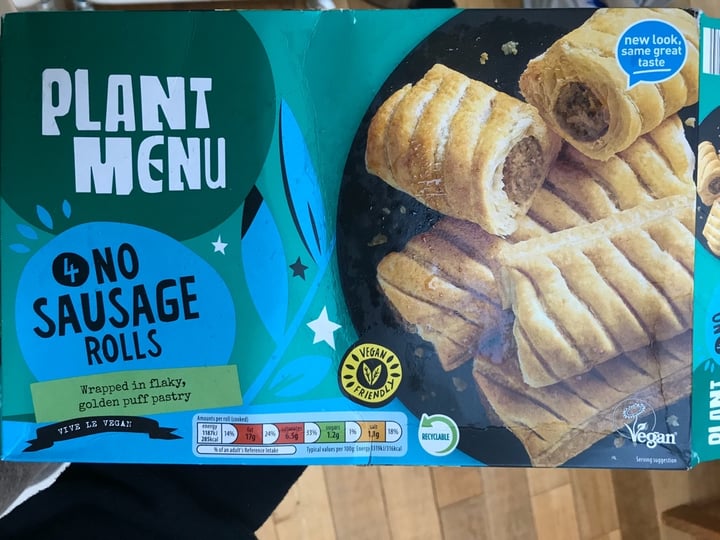 PLANT
MENU
new look,
same great
taste
4 NO
SAUSAGE
ROLLS
Wrapped in flaky,
golden puff pastry
VIVE LE VEGAN
VEGAN
FRIENDLY
Amounts per roll (cooked)
energy 1187kJ 285kcal 14% fat 17g 24% saturates 6.5g 33% sugars 1.2g 1% salt 1.1g 18%
% of an adult's Reference Intake Typical values per 100g: Energy
RECYCLABLE
Vegan
Serving suggestion
PLANT